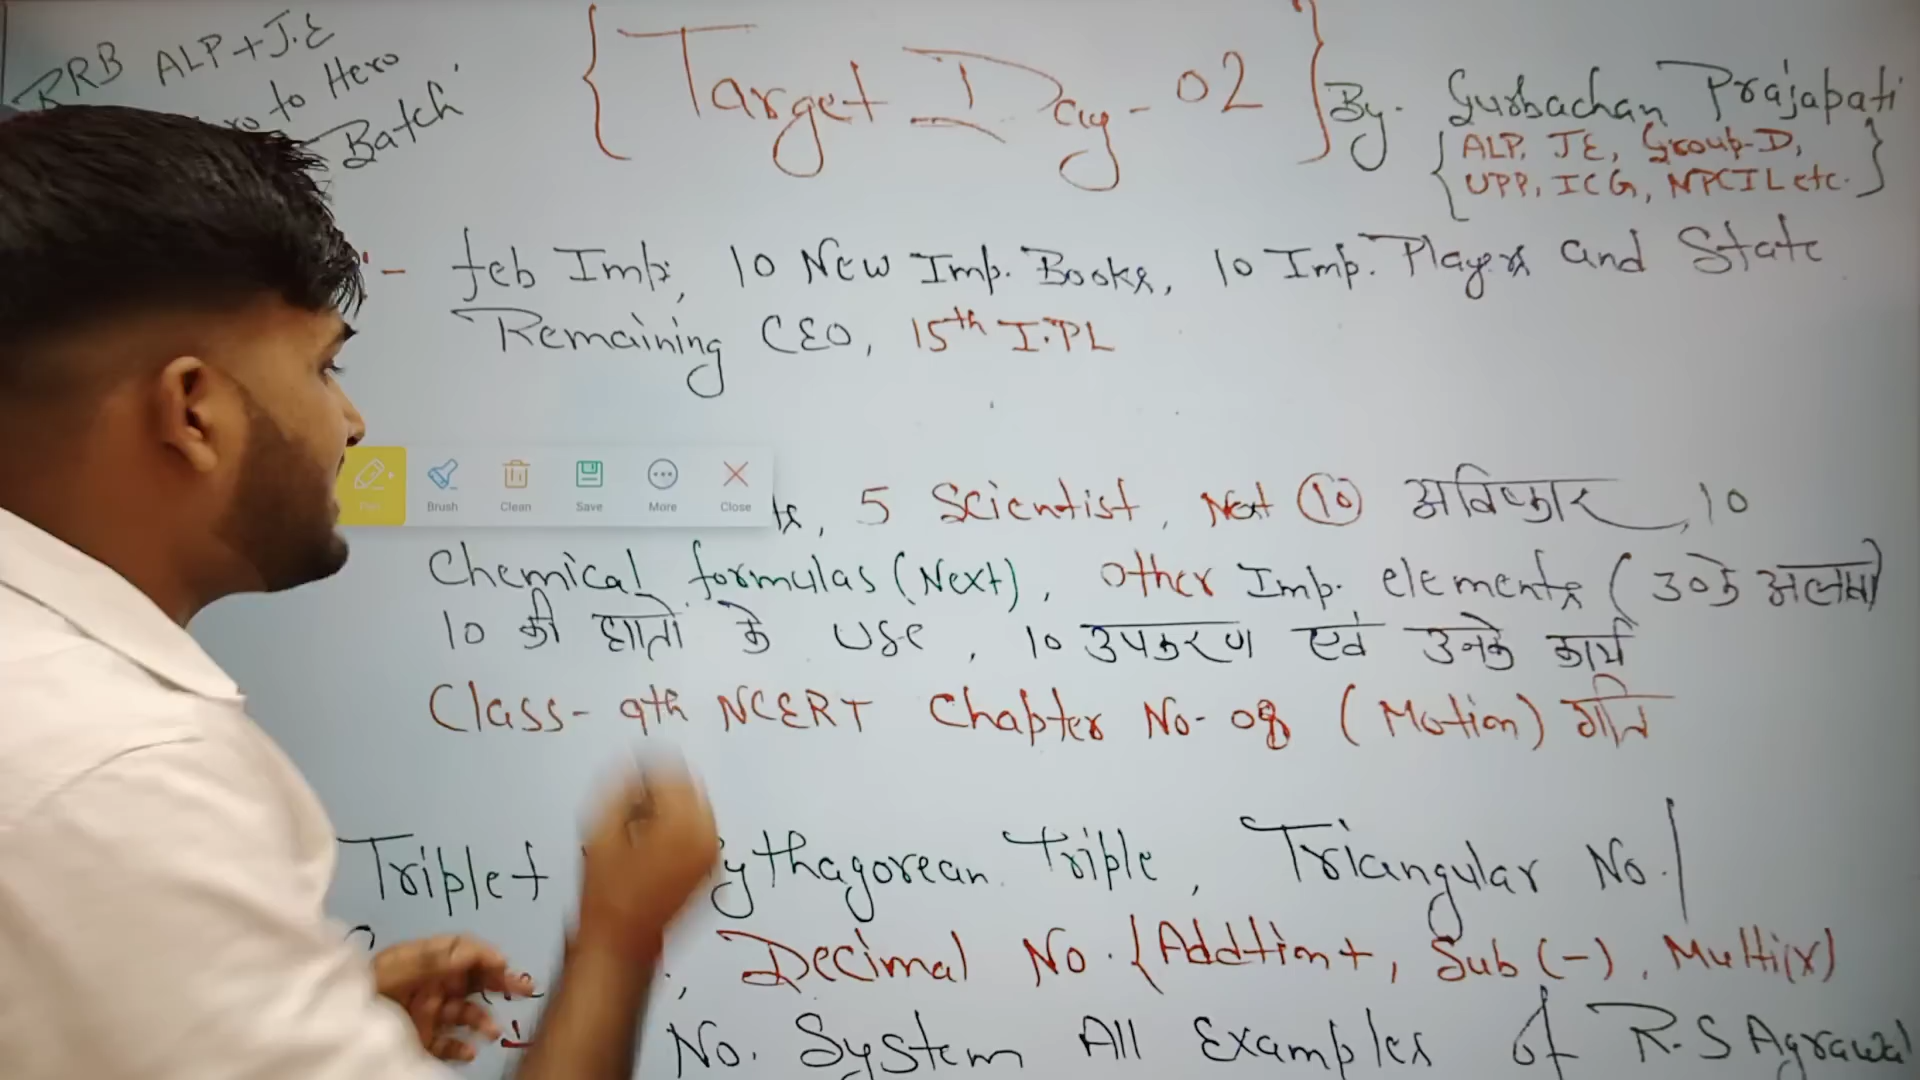 RRB ALP+J.E
to Hero
Batch
{Target Day-02}
By. Gurbachan Prajapati
{ALP, JE, Group-D,
UPP, ICG, NPCIL etc.}
:- feb Imp, 10 New Imp. Books, 10 Imp. Players and State
Remaining CEO, 15th I.PL
Brush Clean Save More Close
, 5 Scientist, Next 10 अविष्कार, 10
Chemical formulas (Next), Other Imp. elements (30 के अलावा
10 की धातो के use, 10 उपकरण एवं उनके कार्य
Class- 9th NCERT Chapter No- 08 (Motion) गति
Triplet ythagorean Triple, Triangular No.
, Decimal No. {Addtion+, Sub (-), Multi(x)
No. System All Examples of R.S Agrawal